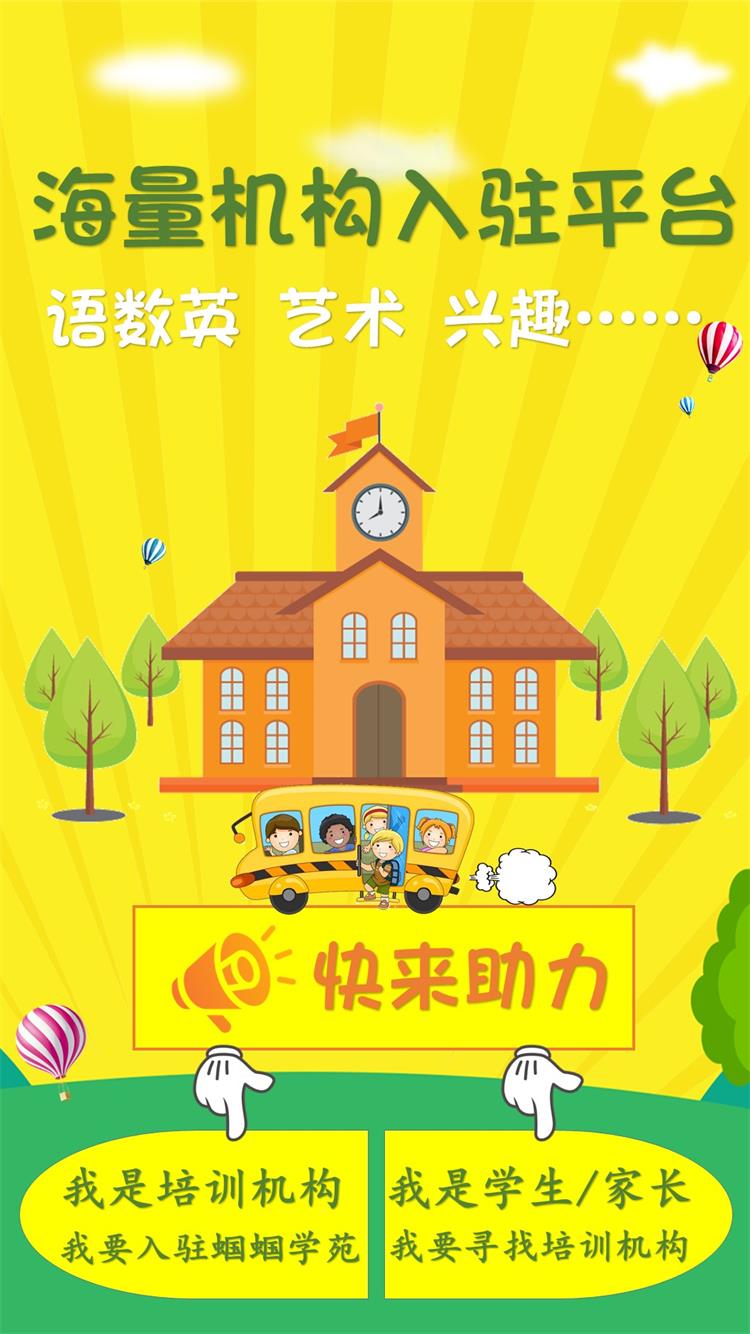 海量机构入驻平台
语数英 艺术 兴趣……
快来助力
我是培训机构
我要入驻蝈蝈学苑
我是学生/家长
我要寻找培训机构